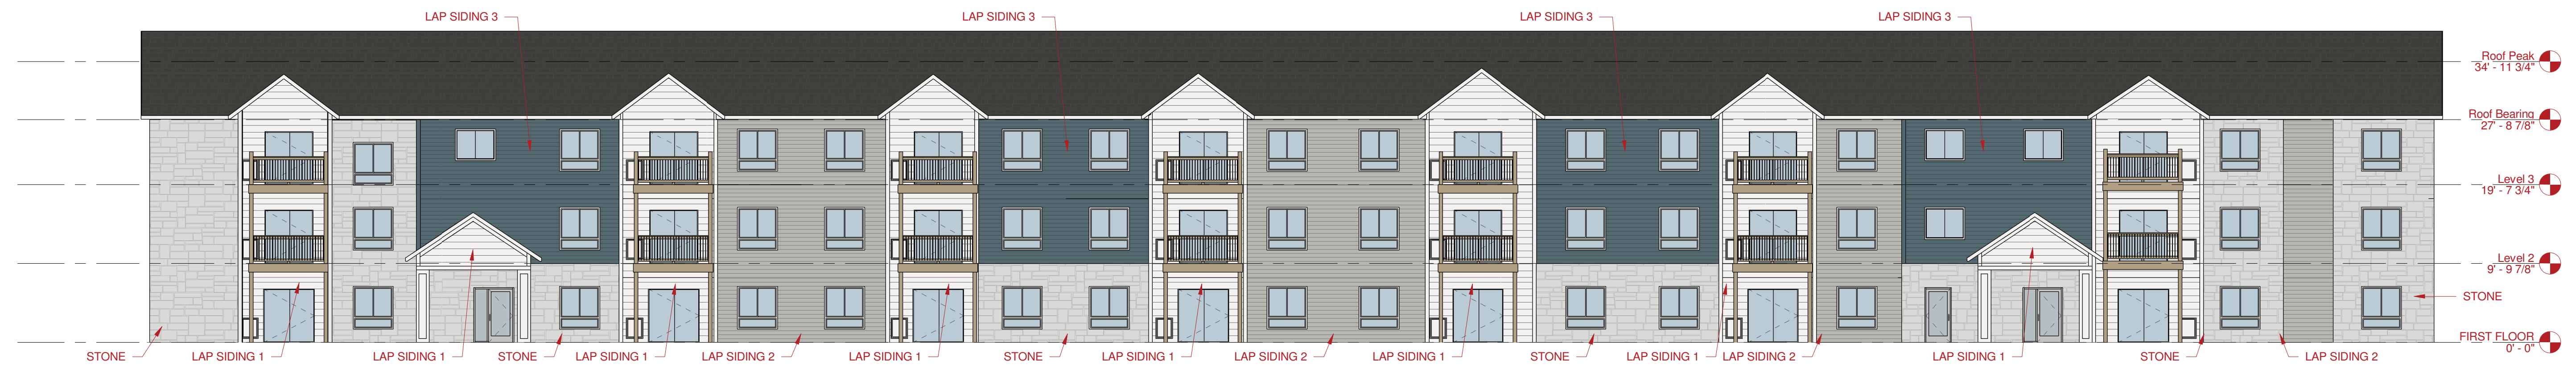 LAP SIDING 3
LAP SIDING 3
LAP SIDING 3
LAP SIDING 3
Roof Peak
34' - 11 3/4"
Roof Bearing
27' - 8 7/8"
Level 3
19' - 7 3/4"
Level 2
9' - 9 7/8"
STONE
FIRST FLOOR
0' - 0"
STONE
LAP SIDING 1
LAP SIDING 1
STONE
LAP SIDING 1
LAP SIDING 2
LAP SIDING 1
STONE
LAP SIDING 1
LAP SIDING 2
LAP SIDING 1
STONE
LAP SIDING 1
LAP SIDING 2
LAP SIDING 1
STONE
LAP SIDING 2